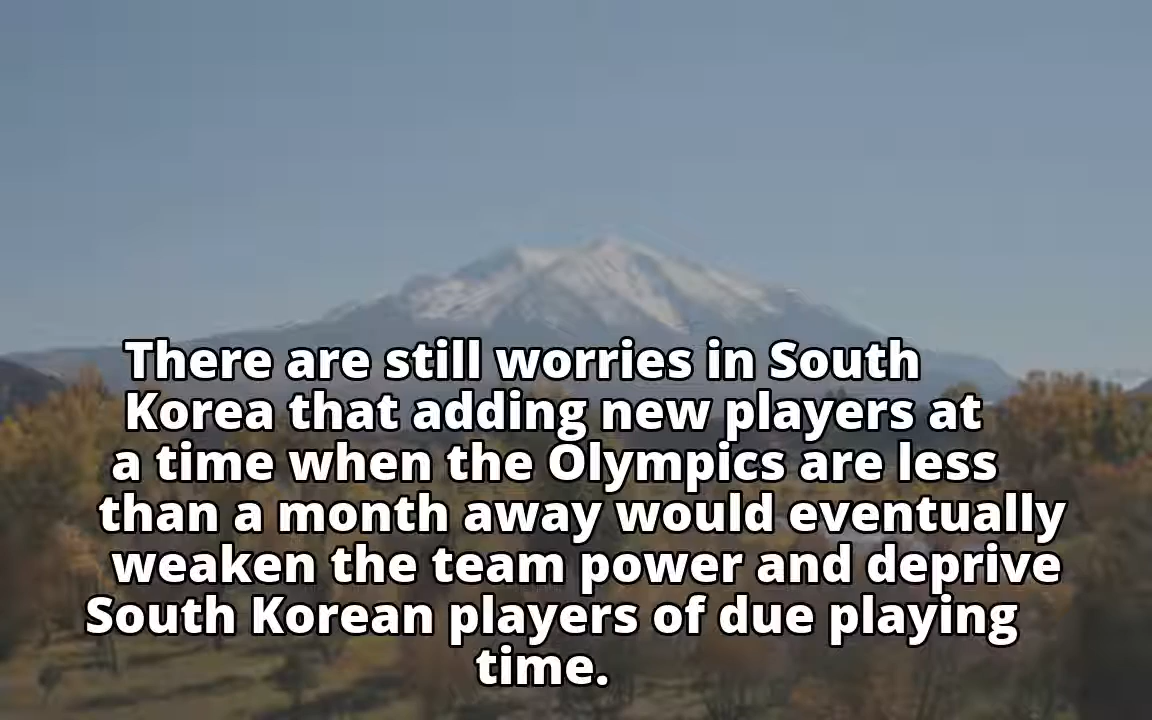 There are still worries in South
Korea that adding new players at
a time when the Olympics are less
than a month away would eventually
weaken the team power and deprive
South Korean players of due playing
time.